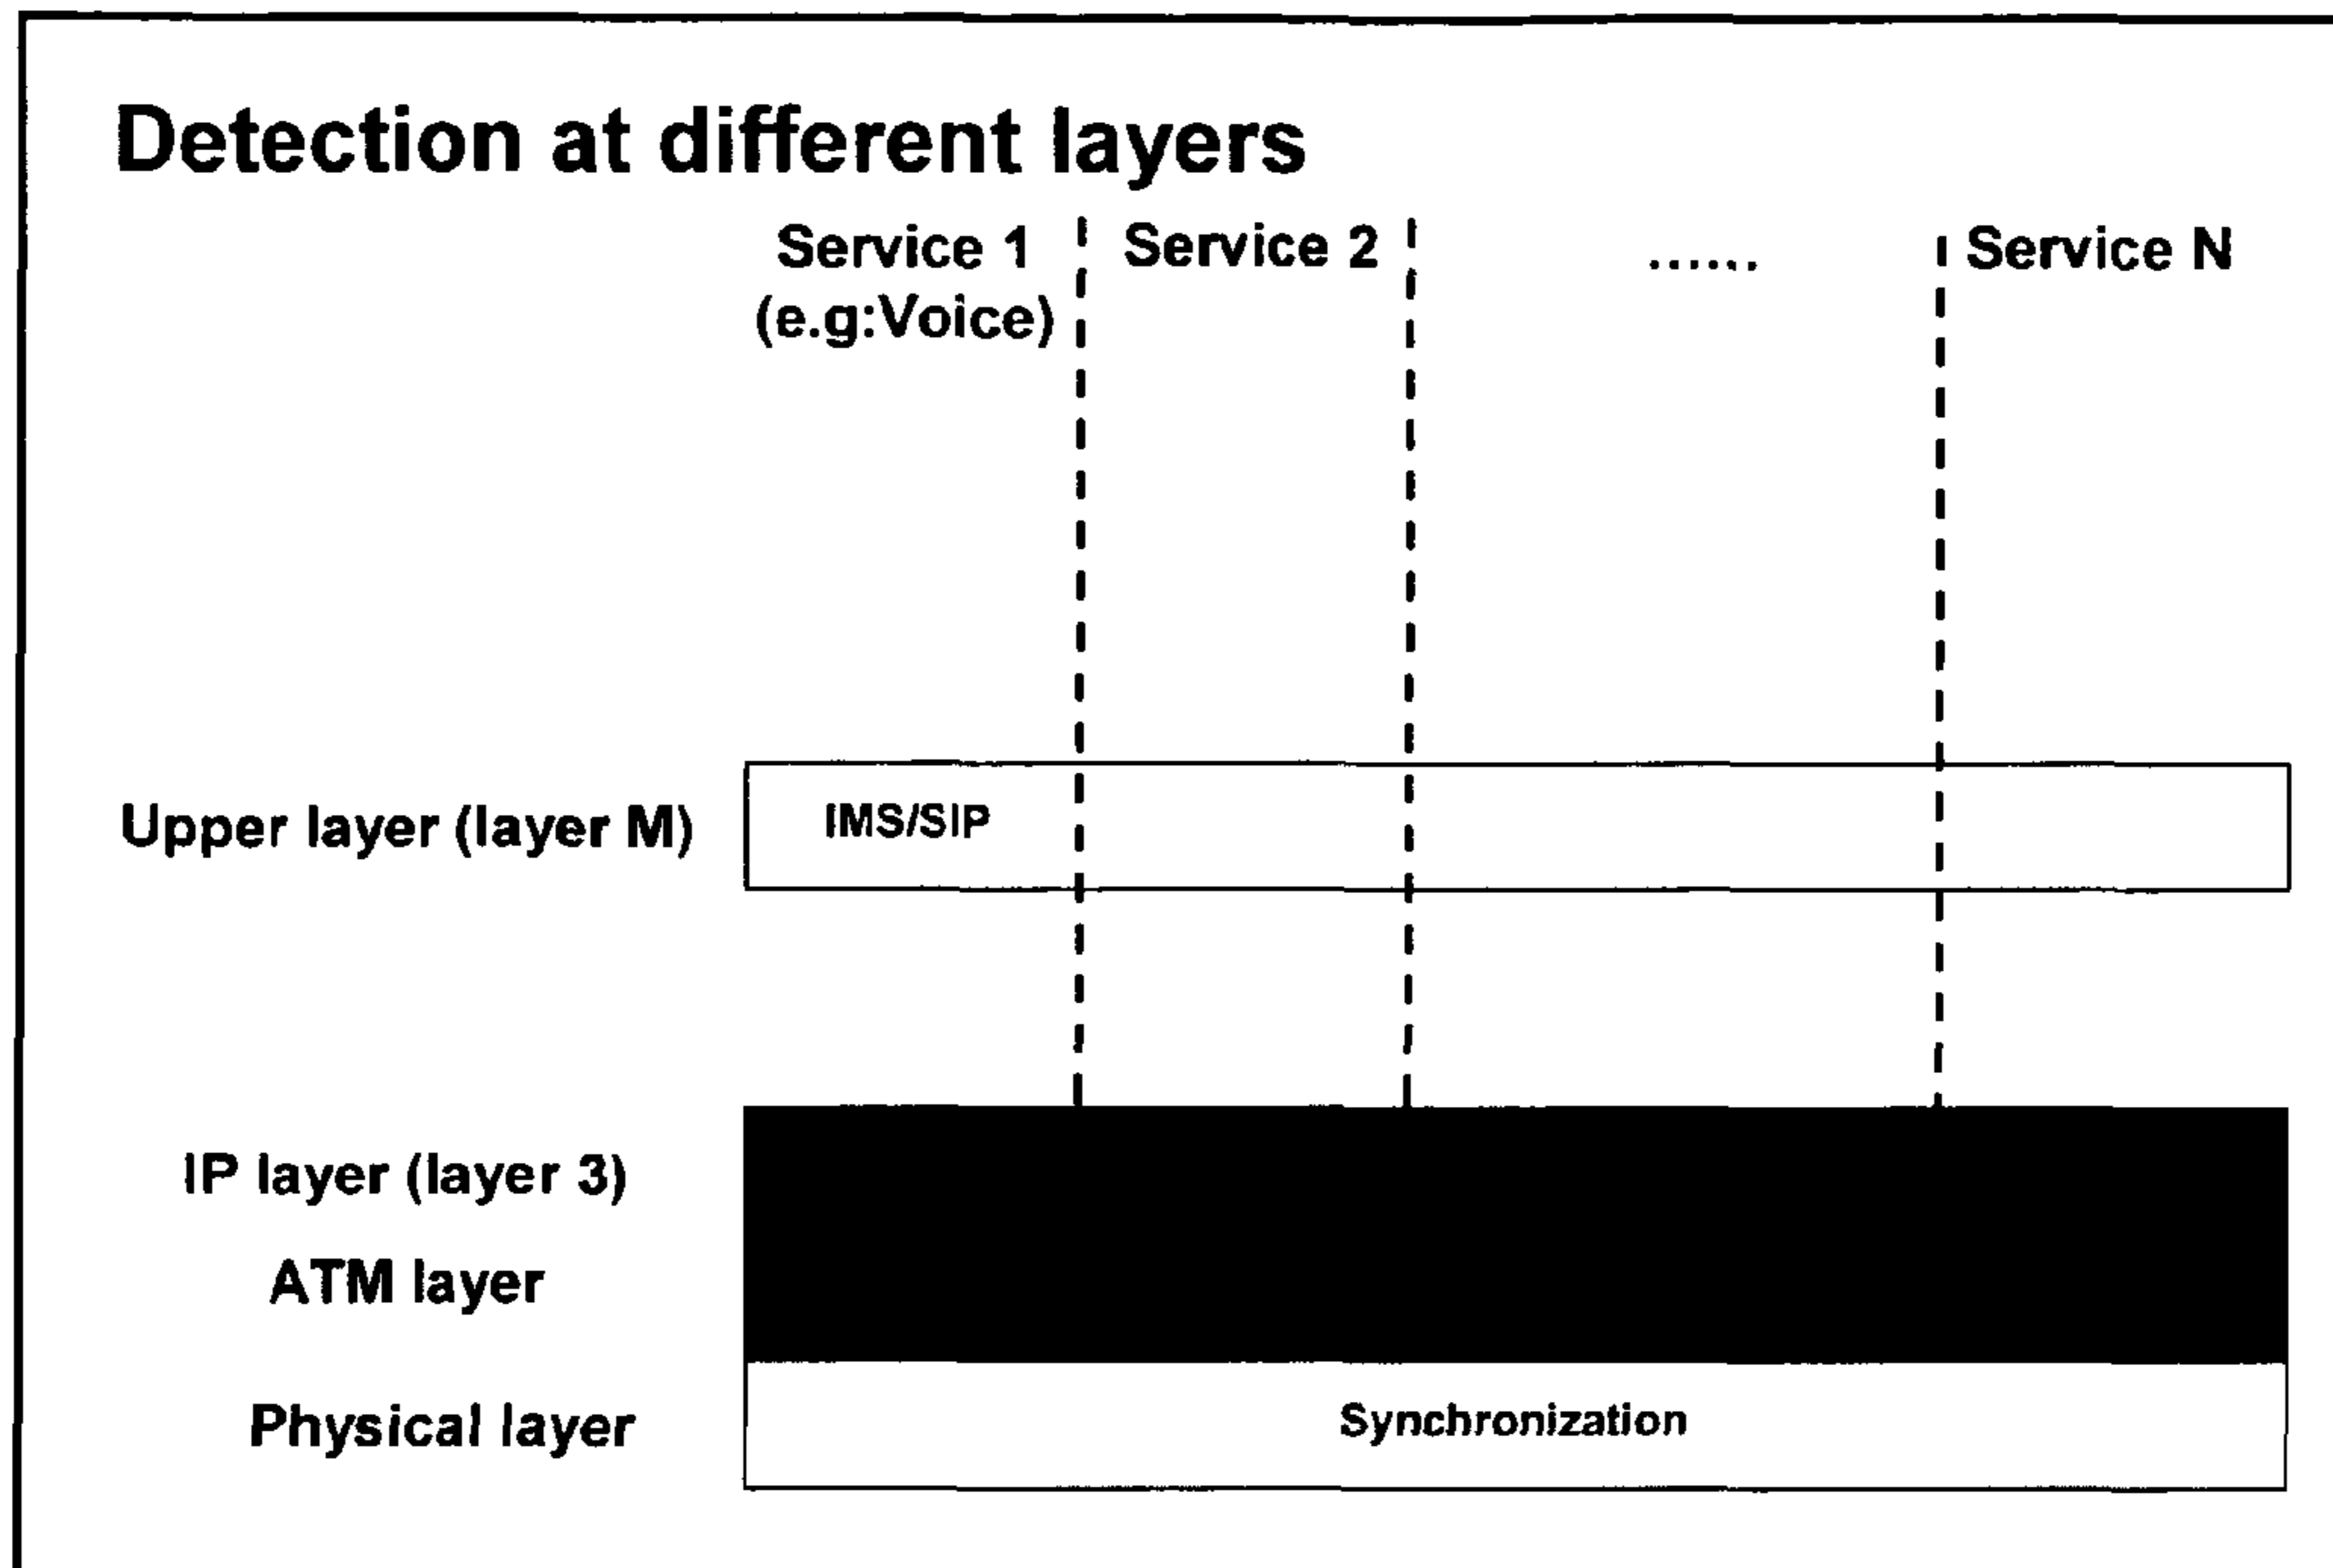 Detection at different layers
Service 1 Service 2 ...... Service N
(e.g:Voice)
Upper layer (layer M) IMS/SIP
IP layer (layer 3)
ATM layer
Physical layer Synchronization